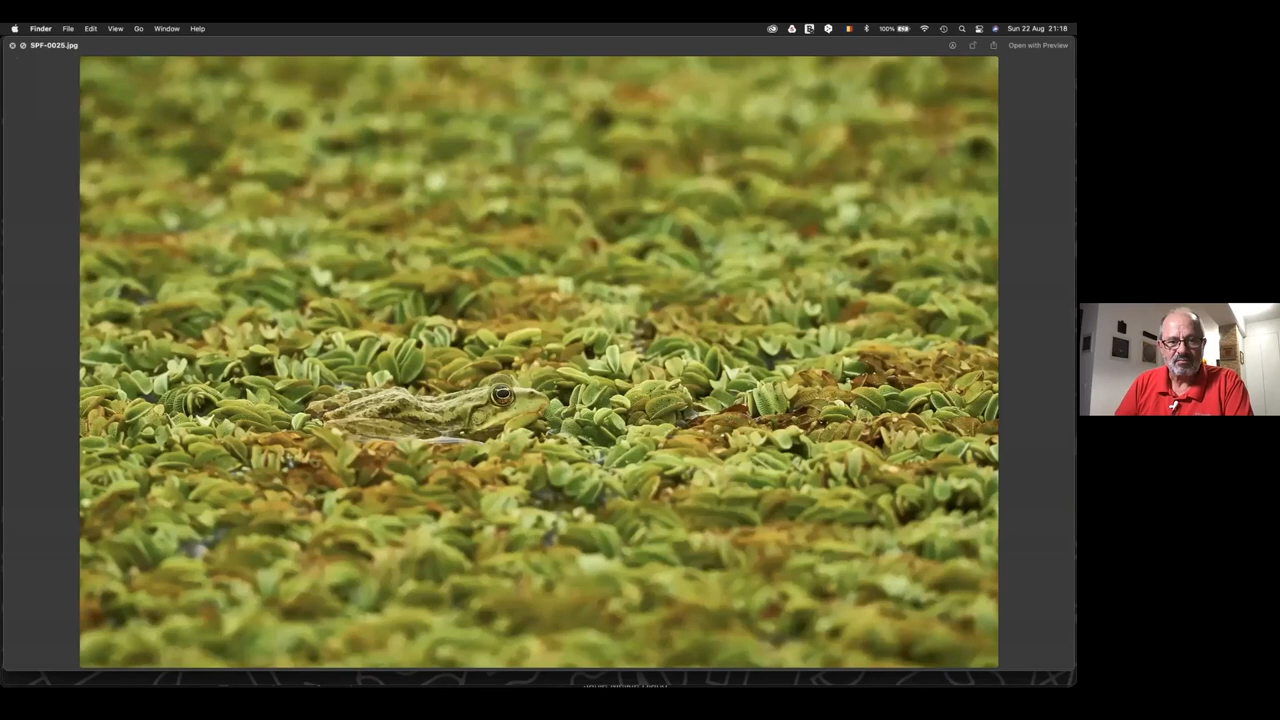 Finder File Edit View Go Window Help 100% Sun 22 Aug 21:18
SPF-0025.jpg Open with Preview